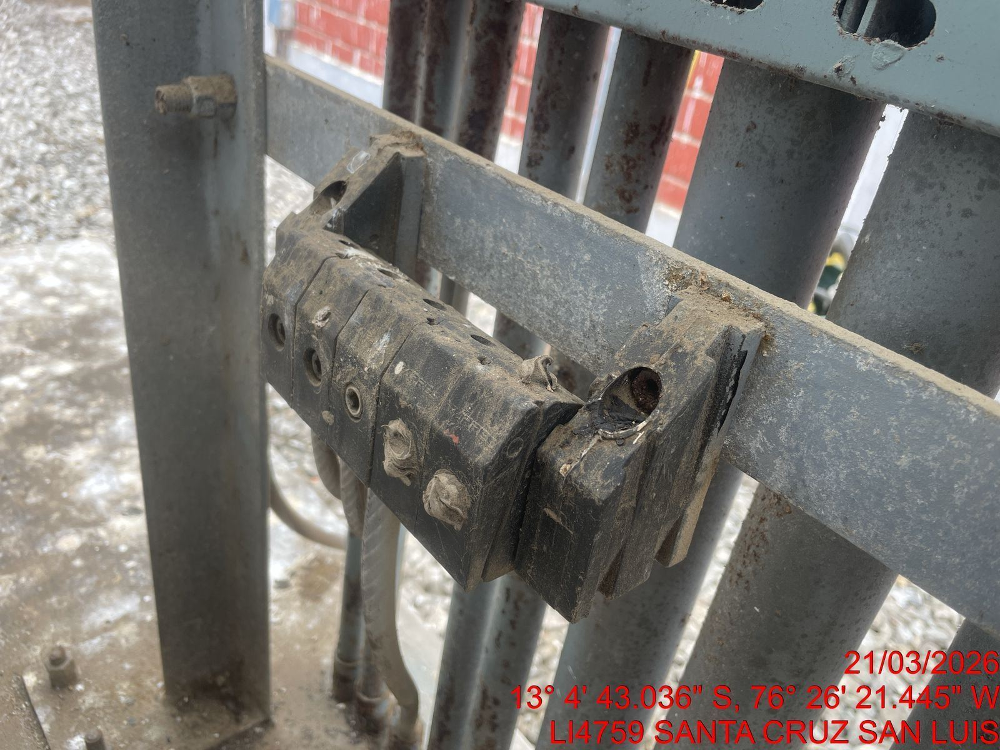 21/03/2026
13° 4' 43.036" S, 76° 26' 21.445" W
LI4759 SANTA CRUZ SAN LUIS